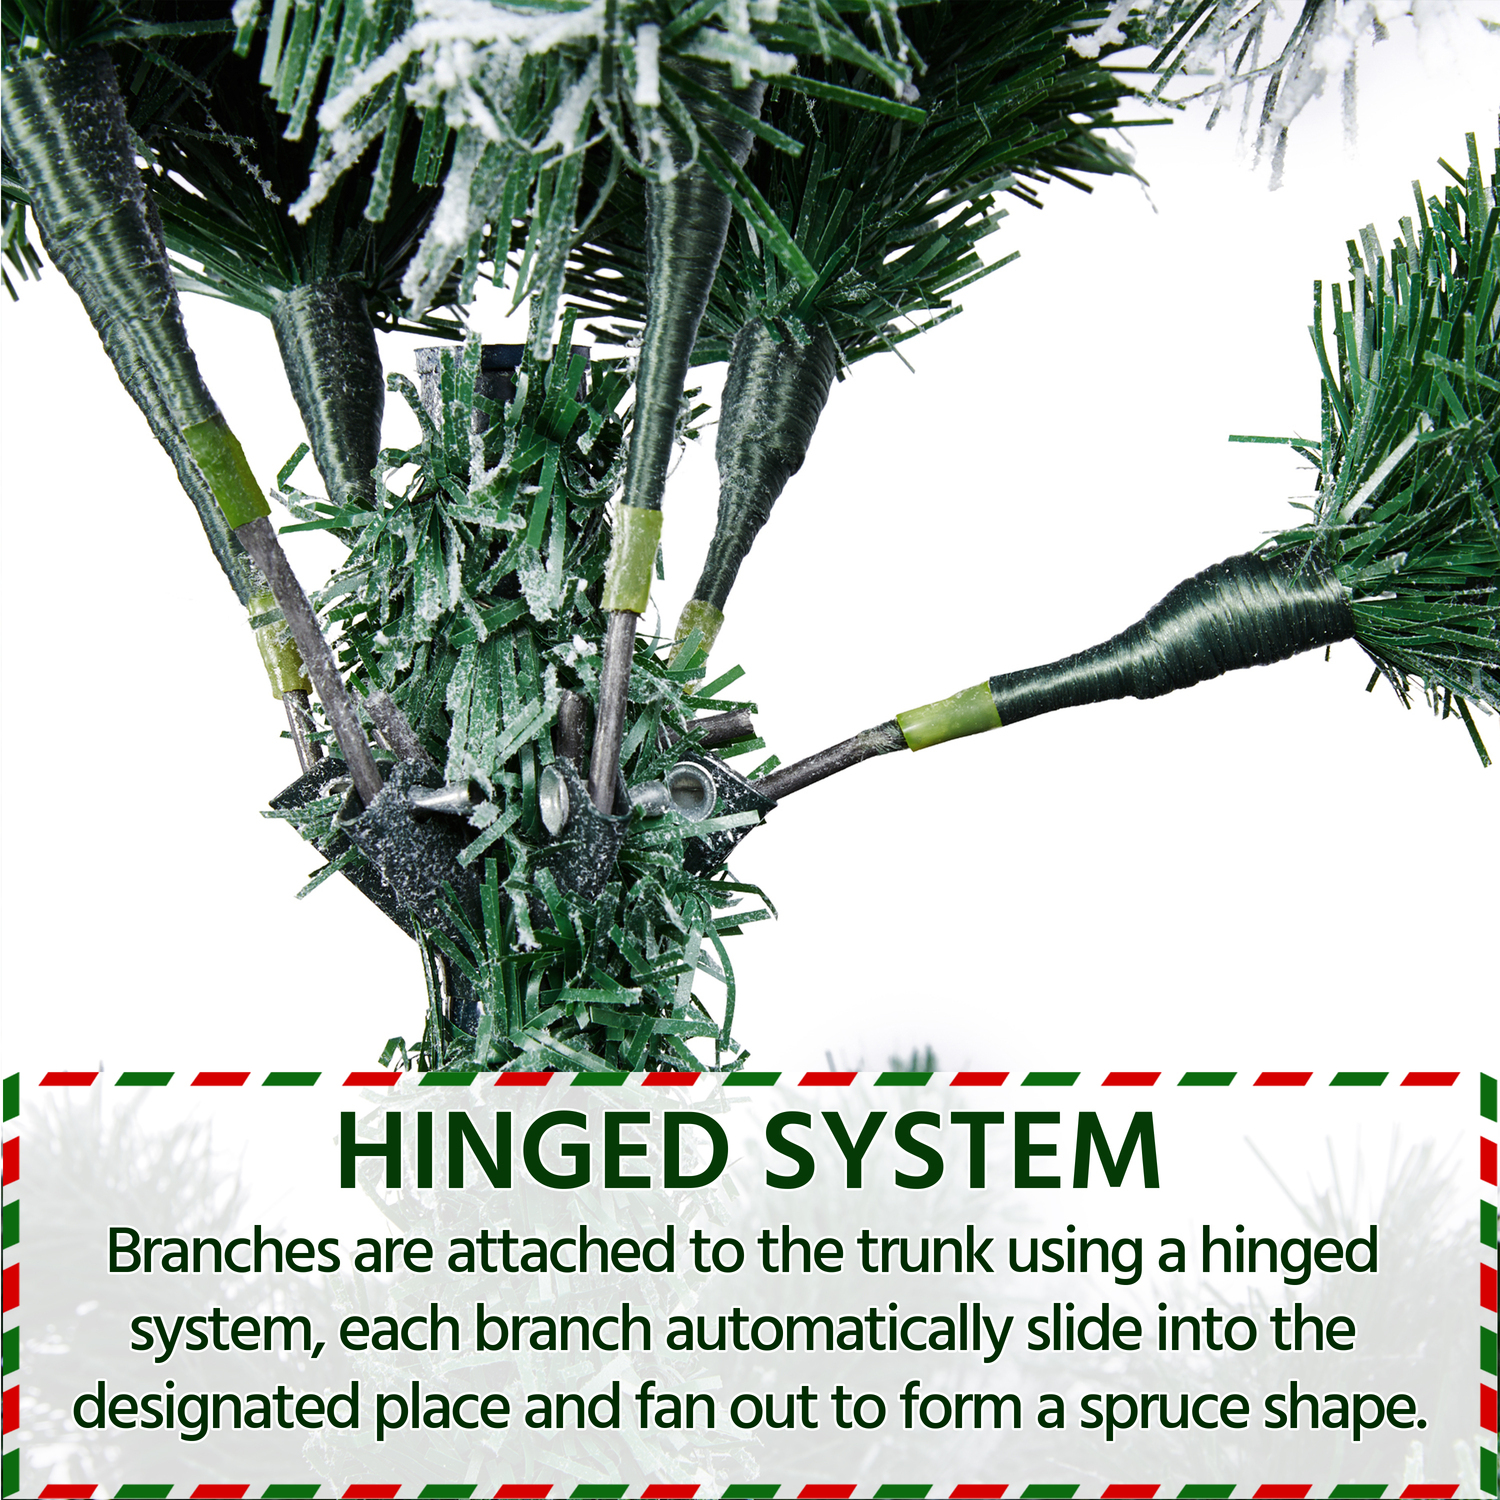 HINGED SYSTEM
Branches are attached to the trunk using a hinged
system, each branch automatically slide into the
designated place and fan out to form a spruce shape.